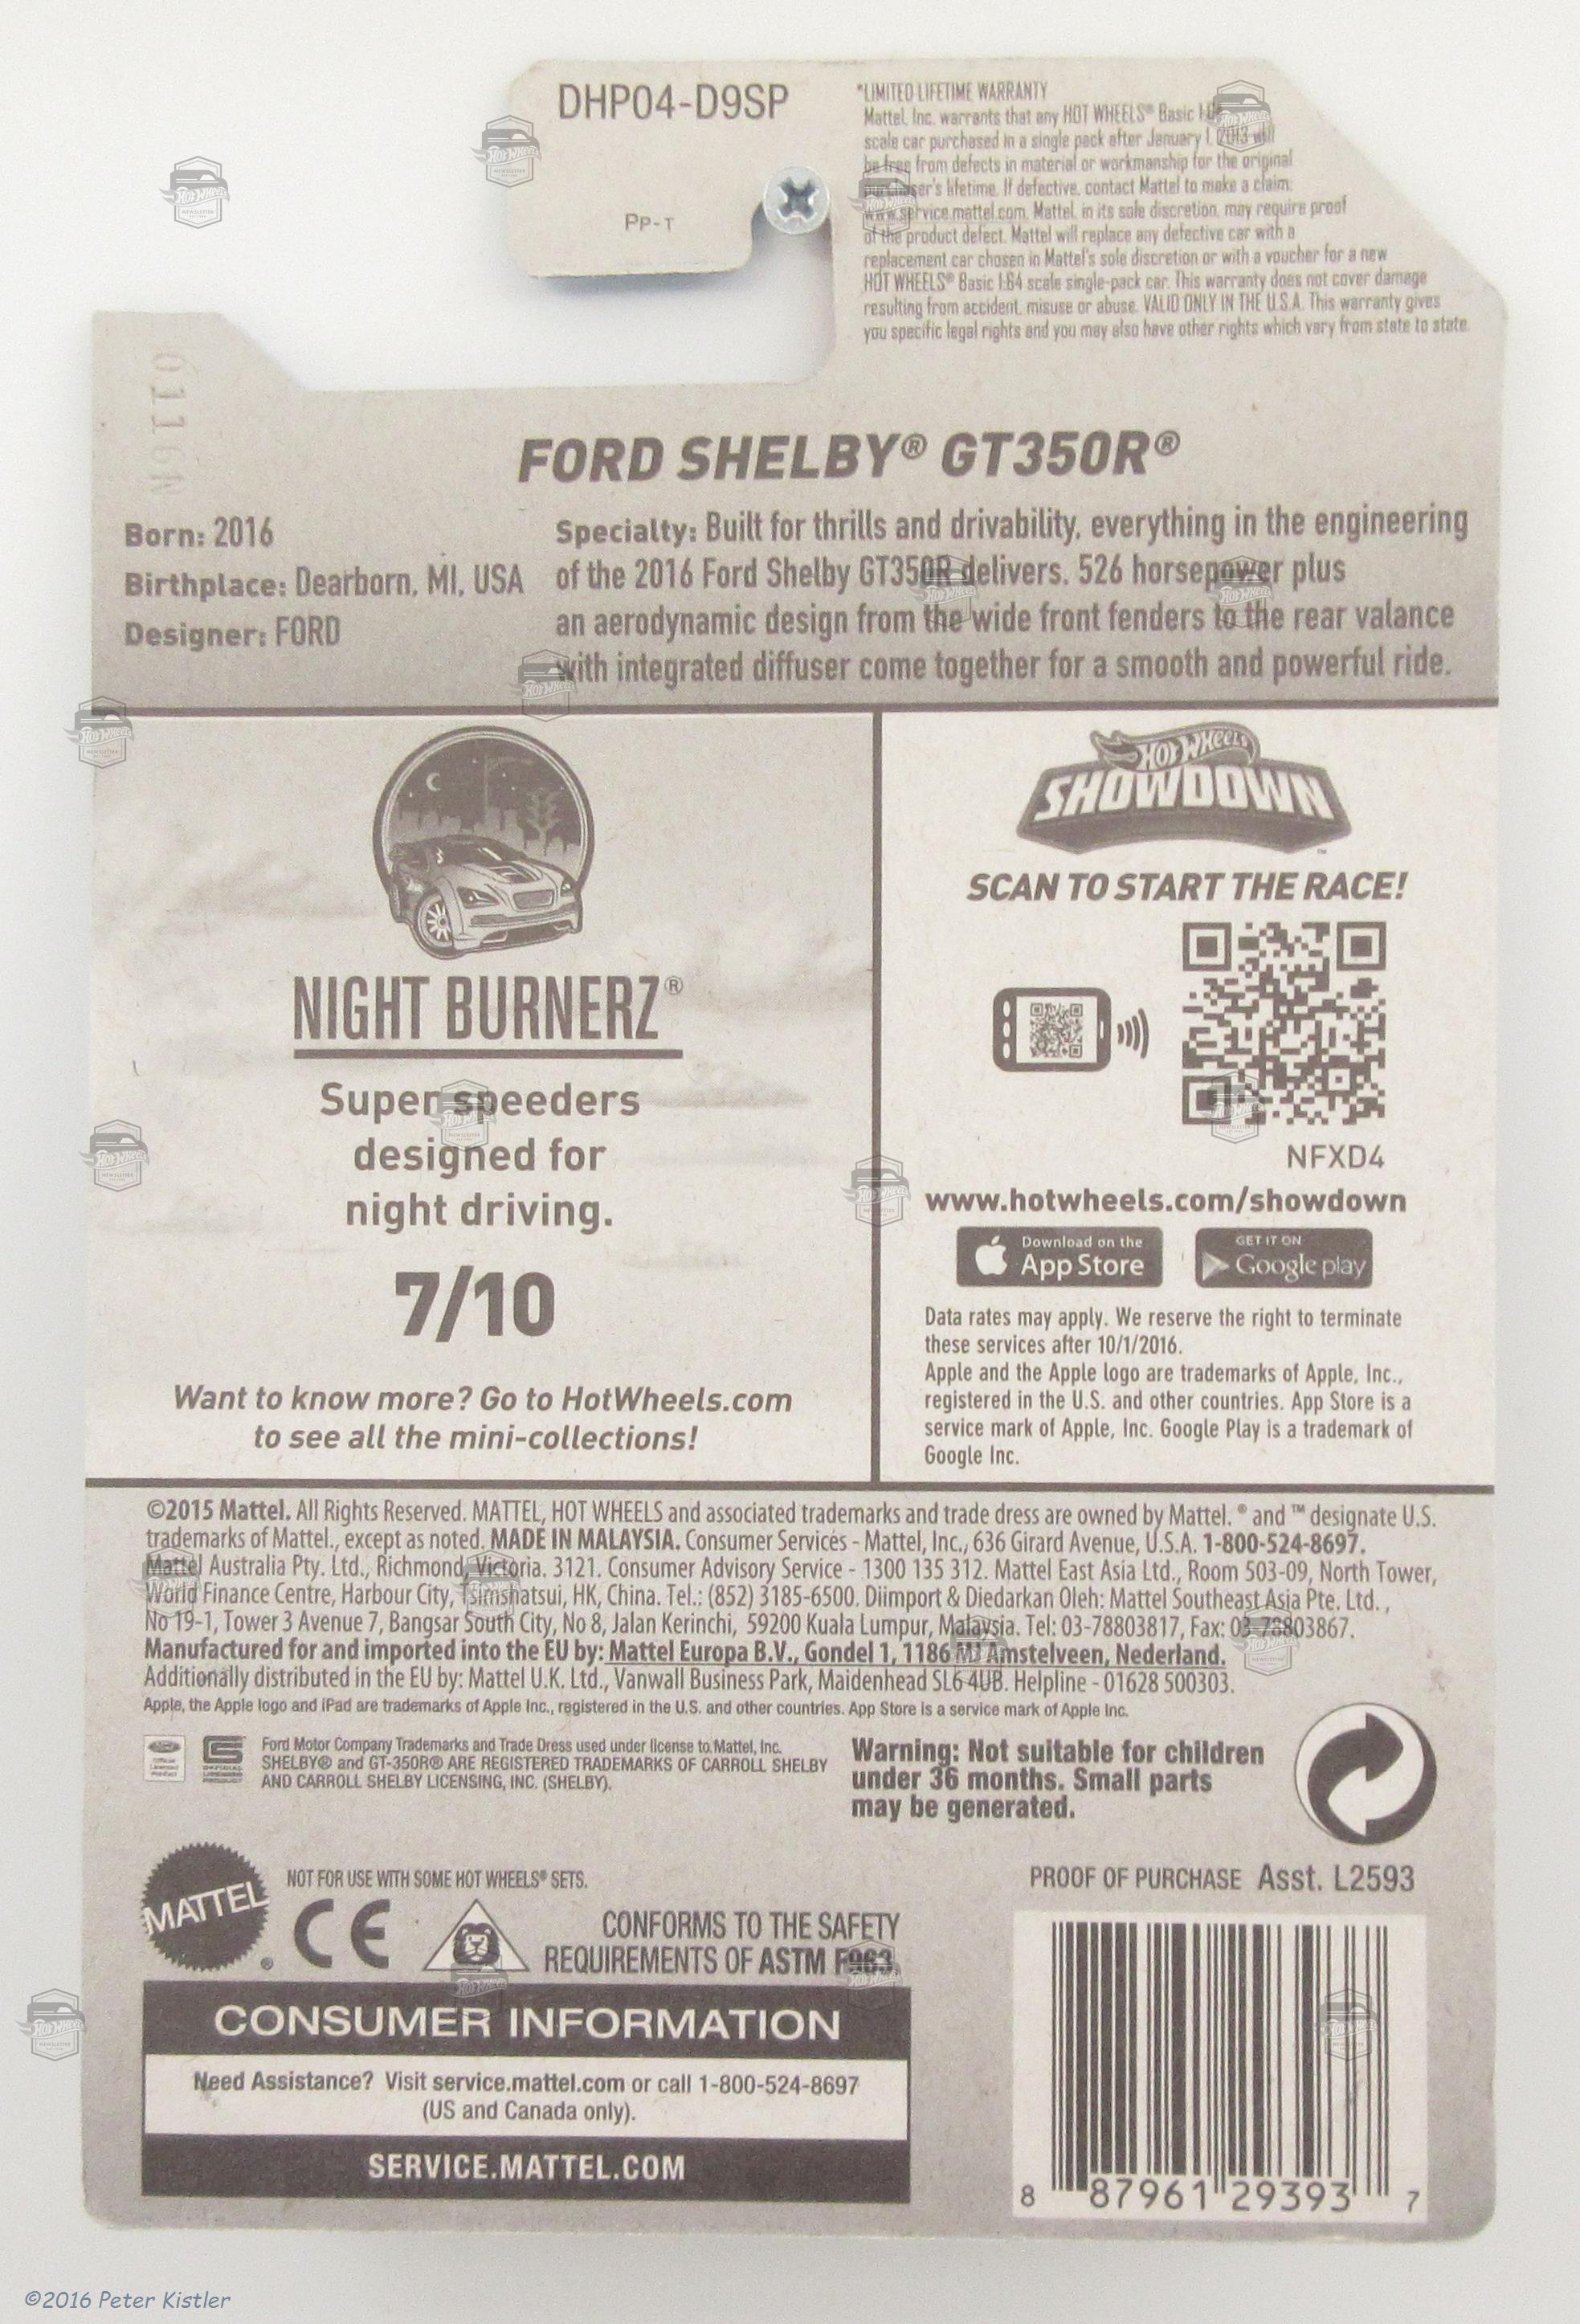 DHP04-D9SP
PP-T
*LIMITED LIFETIME WARRANTY
Mattel, Inc. warrants that any HOT WHEELS® Basic
scale car purchased in a single pack after January 1, 2013 will
be free from defects in material or workmanship for the original
purchaser's lifetime. If defective, contact Mattel to make a claim:
www.service.mattel.com. Mattel, in its sole discretion, may require proof
of the product defect. Mattel will replace any defective car with a
replacement car chosen in Mattel's sole discretion or with a voucher for a new
HOT WHEELS® Basic 1:64 scale single-pack car. This warranty does not cover damage
resulting from accident, misuse or abuse. VALID ONLY IN THE U.S.A. This warranty gives
you specific legal rights and you may also have other rights which vary from state to state.
FORD SHELBY® GT350R®
Born: 2016
Birthplace: Dearborn, MI, USA
Designer: FORD
Specialty: Built for thrills and drivability, everything in the engineering
of the 2016 Ford Shelby GT350R delivers. 526 horsepower plus
an aerodynamic design from the wide front fenders to the rear valance
with integrated diffuser come together for a smooth and powerful ride.
NIGHT BURNERZ®
Super speeders
designed for
night driving.
7/10
Want to know more? Go to HotWheels.com
to see all the mini-collections!
HOT WHEELS
SHOWDOWN™
SCAN TO START THE RACE!
NFXD4
www.hotwheels.com/showdown
Download on the
App Store
GET IT ON
Google play
Data rates may apply. We reserve the right to terminate
these services after 10/1/2016.
Apple and the Apple logo are trademarks of Apple, Inc.,
registered in the U.S. and other countries. App Store is a
service mark of Apple, Inc. Google Play is a trademark of
Google Inc.
©2015 Mattel. All Rights Reserved. MATTEL, HOT WHEELS and associated trademarks and trade dress are owned by Mattel. ® and ™ designate U.S.
trademarks of Mattel., except as noted. MADE IN MALAYSIA. Consumer Services - Mattel, Inc., 636 Girard Avenue, U.S.A. 1-800-524-8697.
Mattel Australia Pty. Ltd., Richmond, Victoria. 3121. Consumer Advisory Service - 1300 135 312. Mattel East Asia Ltd., Room 503-09, North Tower,
World Finance Centre, Harbour City, Tsimshatsui, HK, China. Tel.: (852) 3185-6500. Diimport & Diedarkan Oleh: Mattel Southeast Asia Pte. Ltd. ,
No 19-1, Tower 3 Avenue 7, Bangsar South City, No 8, Jalan Kerinchi, 59200 Kuala Lumpur, Malaysia. Tel: 03-78803817, Fax: 03-78803867.
Manufactured for and imported into the EU by: Mattel Europa B.V., Gondel 1, 1186 MJ Amstelveen, Nederland.
Additionally distributed in the EU by: Mattel U.K. Ltd., Vanwall Business Park, Maidenhead SL6 4UB. Helpline - 01628 500303.
Apple, the Apple logo and iPad are trademarks of Apple Inc., registered in the U.S. and other countries. App Store is a service mark of Apple Inc.
Ford Motor Company Trademarks and Trade Dress used under license to Mattel, Inc.
SHELBY® and GT-350R® ARE REGISTERED TRADEMARKS OF CARROLL SHELBY
AND CARROLL SHELBY LICENSING, INC. (SHELBY).
Warning: Not suitable for children
under 36 months. Small parts
may be generated.
MATTEL®
NOT FOR USE WITH SOME HOT WHEELS® SETS.
CE
CONFORMS TO THE SAFETY
REQUIREMENTS OF ASTM F963.
PROOF OF PURCHASE Asst. L2593
CONSUMER INFORMATION
Need Assistance? Visit service.mattel.com or call 1-800-524-8697
(US and Canada only).
SERVICE.MATTEL.COM
8 87961 29393 7
©2016 Peter Kistler